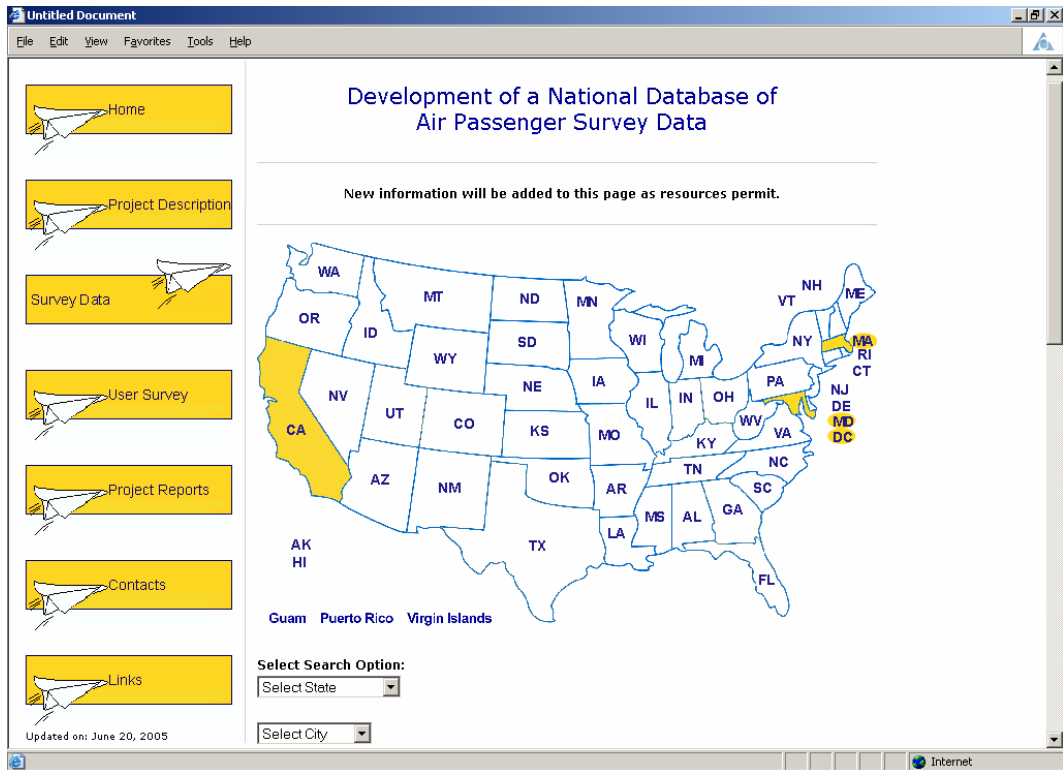 Untitled Document
File Edit View Favorites Tools Help
Home
Project Description
Survey Data
User Survey
Project Reports
Contacts
Links
Updated on: June 20, 2005
Development of a National Database of
Air Passenger Survey Data
New information will be added to this page as resources permit.
WA
MT
ND
MN
NH
VT
ME
OR
ID
SD
WI
MI
NY
MA
RI
CT
WY
NE
IA
PA
NJ
DE
MD
DC
NV
UT
CO
IL
IN
OH
WV
VA
CA
KS
MO
KY
AZ
NM
OK
AR
TN
NC
SC
MS
AL
GA
LA
TX
FL
AK
HI
Guam Puerto Rico Virgin Islands
Select Search Option:
Select State
Select City
Internet